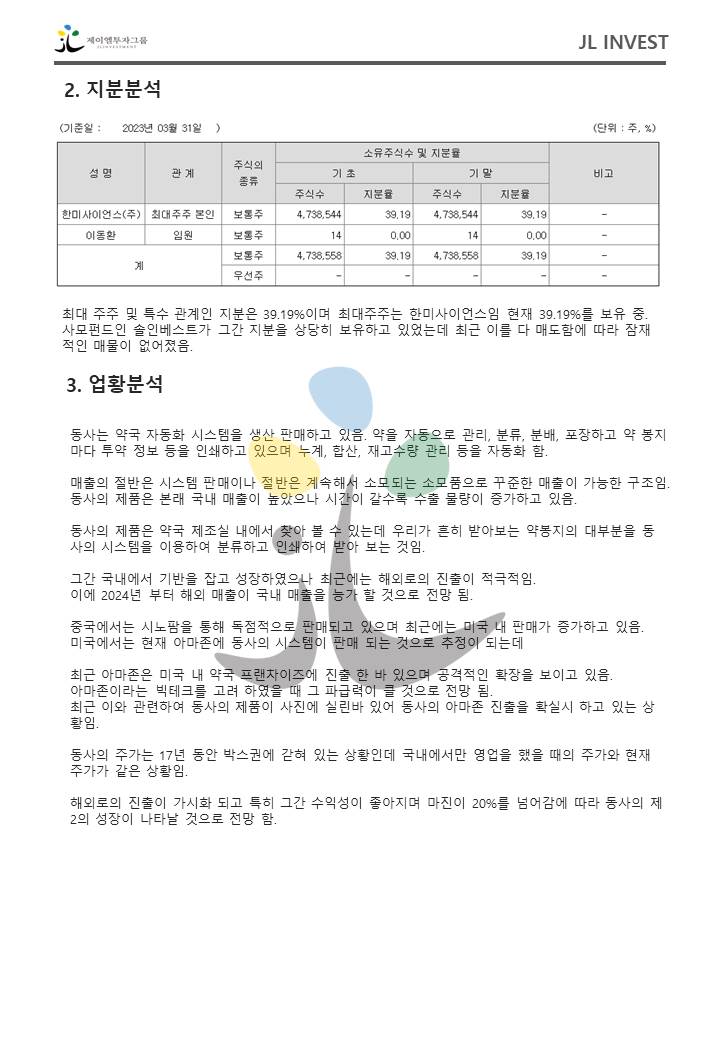 제이엘투자그룹
JLINVESTMENT
JL INVEST
2. 지분분석
(기준일 : 2023년 03월 31일 )
(단위 : 주, %)
성 명 관 계 주식의 종류 소유주식수 및 지분율 비고
기 초 기 말
주식수 지분율 주식수 지분율
한미사이언스(주) 최대주주 본인 보통주 4,738,544 39.19 4,738,544 39.19 -
이동환 임원 보통주 14 0.00 14 0.00 -
계 보통주 4,738,558 39.19 4,738,558 39.19 -
우선주 - - - - -
최대 주주 및 특수 관계인 지분은 39.19%이며 최대주주는 한미사이언스임 현재 39.19%를 보유 중.
사모펀드인 솔인베스트가 그간 지분을 상당히 보유하고 있었는데 최근 이를 다 매도함에 따라 잠재
적인 매물이 없어졌음.
3. 업황분석
동사는 약국 자동화 시스템을 생산 판매하고 있음. 약을 자동으로 관리, 분류, 분배, 포장하고 약 봉지
마다 투약 정보 등을 인쇄하고 있으며 누계, 합산, 재고수량 관리 등을 자동화 함.
매출의 절반은 시스템 판매이나 절반은 계속해서 소모되는 소모품으로 꾸준한 매출이 가능한 구조임.
동사의 제품은 본래 국내 매출이 높았으나 시간이 갈수록 수출 물량이 증가하고 있음.
동사의 제품은 약국 제조실 내에서 찾아 볼 수 있는데 우리가 흔히 받아보는 약봉지의 대부분을 동
사의 시스템을 이용하여 분류하고 인쇄하여 받아 보는 것임.
그간 국내에서 기반을 잡고 성장하였으나 최근에는 해외로의 진출이 적극적임.
이에 2024년 부터 해외 매출이 국내 매출을 능가 할 것으로 전망 됨.
중국에서는 시노팜을 통해 독점적으로 판매되고 있으며 최근에는 미국 내 판매가 증가하고 있음.
미국에서는 현재 아마존에 동사의 시스템이 판매 되는 것으로 추정이 되는데
최근 아마존은 미국 내 약국 프랜차이즈에 진출 한 바 있으며 공격적인 확장을 보이고 있음.
아마존이라는 빅테크를 고려 하였을 때 그 파급력이 클 것으로 전망 됨.
최근 이와 관련하여 동사의 제품이 사진에 실린바 있어 동사의 아마존 진출을 확실시 하고 있는 상
황임.
동사의 주가는 17년 동안 박스권에 갇혀 있는 상황인데 국내에서만 영업을 했을 때의 주가와 현재
주가가 같은 상황임.
해외로의 진출이 가시화 되고 특히 그간 수익성이 좋아지며 마진이 20%를 넘어감에 따라 동사의 제
2의 성장이 나타날 것으로 전망 함.